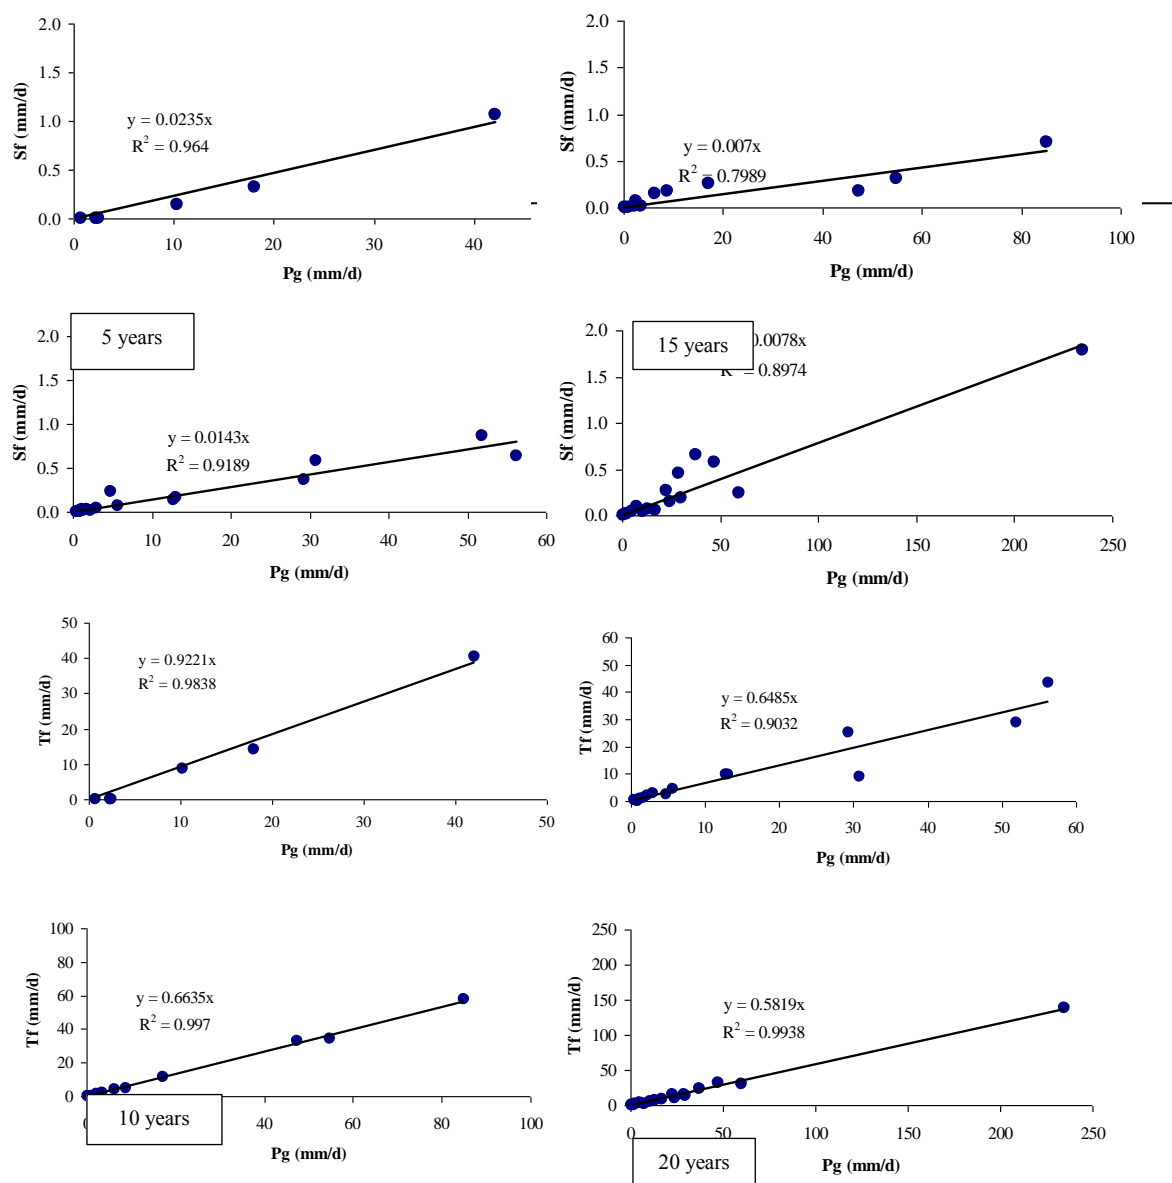 2.0
1.5
1.0
0.5
0.0
Sf (mm/d)
y = 0.0235x
R² = 0.964
0 10 20 30 40
Pg (mm/d)
2.0
1.5
1.0
0.5
0.0
Sf (mm/d)
y = 0.007x
R² = 0.7989
0 20 40 60 80 100
Pg (mm/d)
5 years
2.0
1.5
1.0
0.5
0.0
Sf (mm/d)
y = 0.0143x
R² = 0.9189
0 10 20 30 40 50 60
Pg (mm/d)
15 years
2.0
1.5
1.0
0.5
0.0
Sf (mm/d)
0.0078x
= 0.8974
0 50 100 150 200 250
Pg (mm/d)
50
40
30
20
10
0
Tf (mm/d)
y = 0.9221x
R² = 0.9838
0 10 20 30 40 50
Pg (mm/d)
60
50
40
30
20
10
0
Tf (mm/d)
y = 0.6485x
R² = 0.9032
0 10 20 30 40 50 60
Pg (mm/d)
100
80
60
40
20
0
Tf (mm/d)
y = 0.6635x
R² = 0.997
40 60 80 100
Pg (mm/d)
10 years
250
200
150
100
50
0
Tf (mm/d)
y = 0.5819x
R² = 0.9938
0 50 100 150 200 250
Pg (mm/d)
20 years